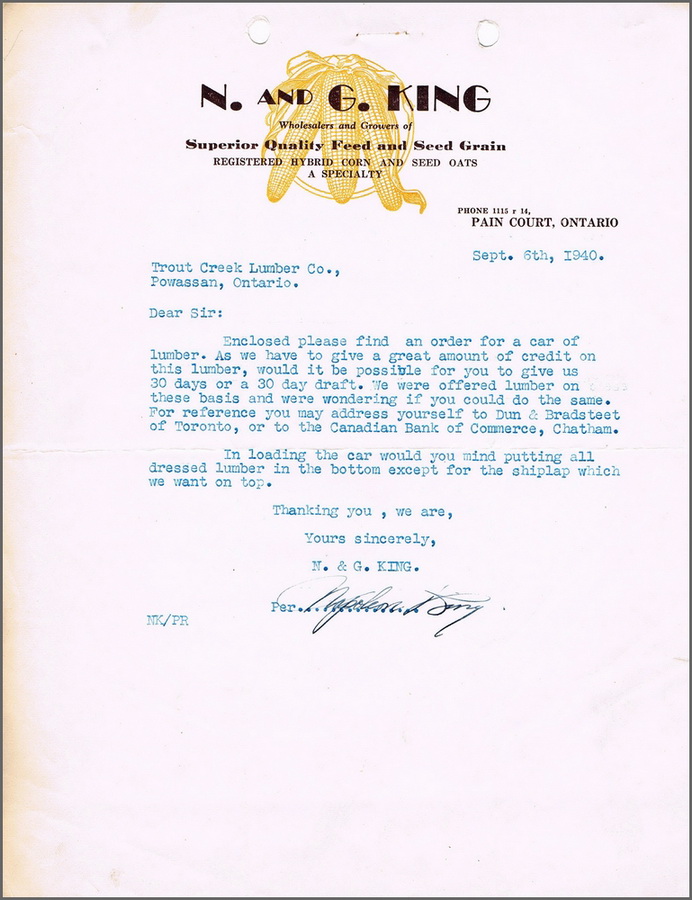 N. AND G. KING
Wholesalers and Growers of
Superior Quality Feed and Seed Grain
REGISTERED HYBRID CORN AND SEED OATS
A SPECIALTY
PHONE 1115 r 14,
PAIN COURT, ONTARIO
Sept. 6th, 1940.
Trout Creek Lumber Co.,
Powassan, Ontario.
Dear Sir:
Enclosed please find an order for a car of
lumber. As we have to give a great amount of credit on
this lumber, would it be possible for you to give us
30 days or a 30 day draft. We were offered lumber on
these basis and were wondering if you could do the same.
For reference you may address yourself to Dun & Bradsteet
of Toronto, or to the Canadian Bank of Commerce, Chatham.
In loading the car would you mind putting all
dressed lumber in the bottom except for the shiplap which
we want on top.
Thanking you , we are,
Yours sincerely,
N. & G. KING.
Per. Napoleon King
NK/PR